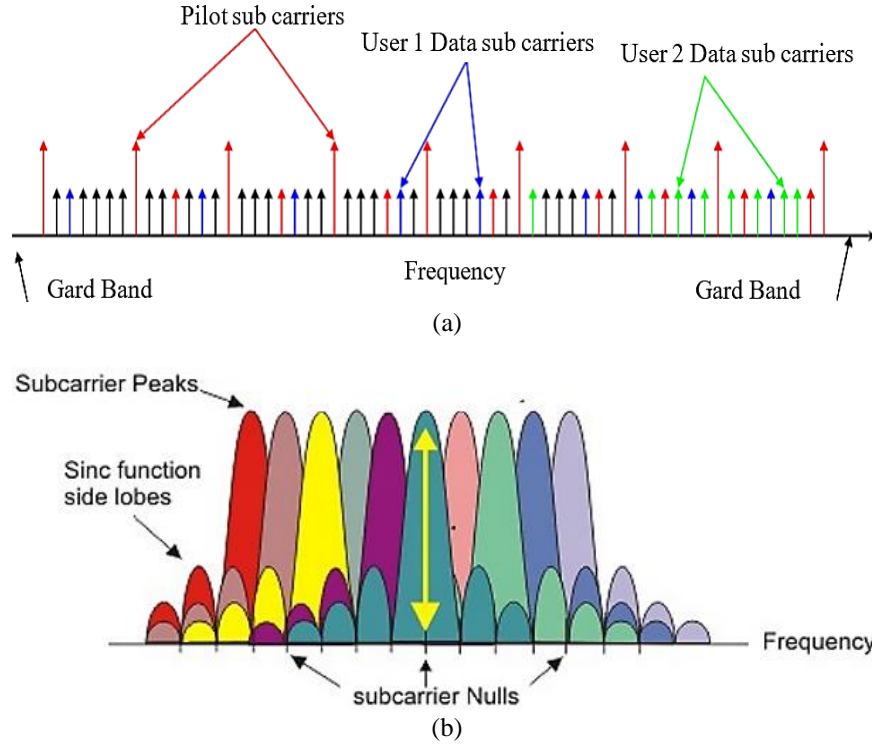 Pilot sub carriers
User 1 Data sub carriers
User 2 Data sub carriers
Gard Band
Frequency
Gard Band
(a)
Subcarrier Peaks
Sinc function
side lobes
Frequency
subcarrier Nulls
(b)